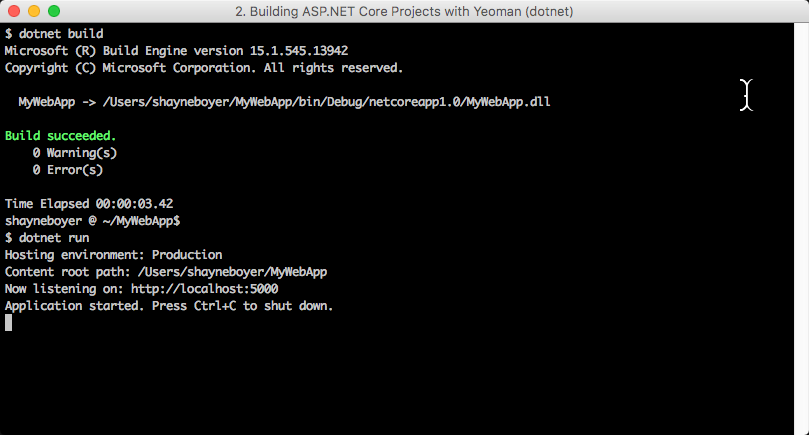 2. Building ASP.NET Core Projects with Yeoman (dotnet)
$ dotnet build
Microsoft (R) Build Engine version 15.1.545.13942
Copyright (C) Microsoft Corporation. All rights reserved.
MyWebApp -> /Users/shayneboyer/MyWebApp/bin/Debug/netcoreapp1.0/MyWebApp.dll
Build succeeded.
0 Warning(s)
0 Error(s)
Time Elapsed 00:00:03.42
shayneboyer @ ~/MyWebApp$
$ dotnet run
Hosting environment: Production
Content root path: /Users/shayneboyer/MyWebApp
Now listening on: http://localhost:5000
Application started. Press Ctrl+C to shut down.